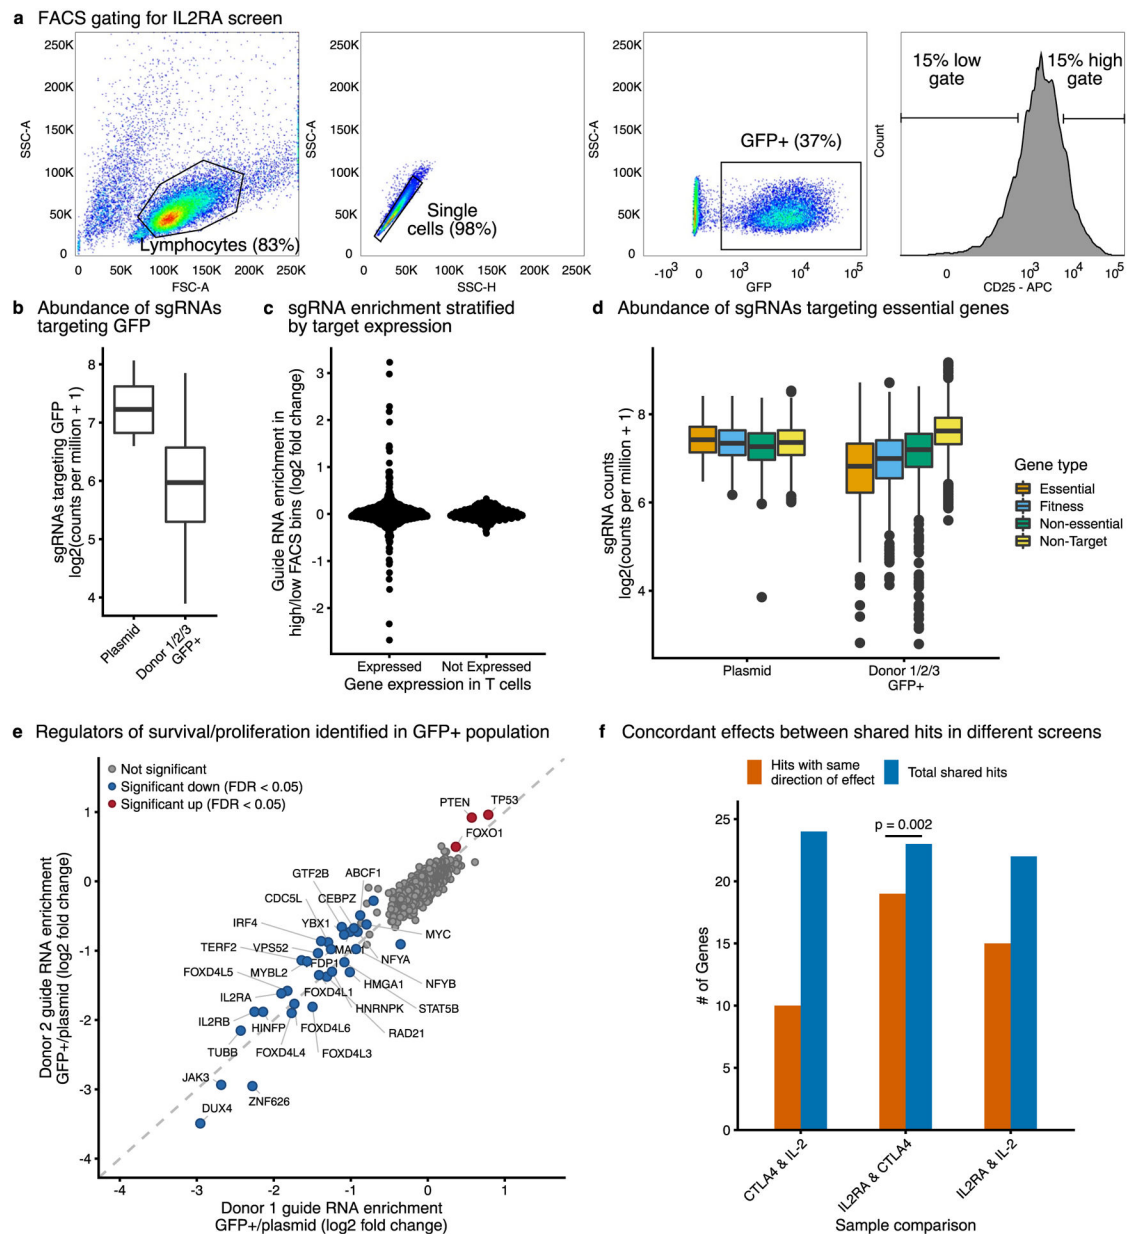 a FACS gating for IL2RA screen
250K
200K
150K
100K
50K
0
SSC-A
Lymphocytes (83%)
0 50K 100K 150K 200K 250K
FSC-A
250K
200K
150K
100K
50K
0
SSC-A
Single
cells (98%)
0 50K 100K 150K 200K 250K
SSC-H
250K
200K
150K
100K
50K
0
SSC-A
GFP+ (37%)
-10³ 0 10³ 10⁴ 10⁵
GFP
15% low
gate
15% high
gate
Count
0 10³ 10⁴ 10⁵
CD25 - APC
b Abundance of sgRNAs
targeting GFP
sgRNAs targeting GFP
log2(counts per million + 1)
8
7
6
5
4
Plasmid
Donor 1/2/3
GFP+
c sgRNA enrichment stratified
by target expression
Guide RNA enrichment in
high/low FACS bins (log2 fold change)
3
2
1
0
-1
-2
Expressed Not Expressed
Gene expression in T cells
d Abundance of sgRNAs targeting essential genes
sgRNA counts
log2(counts per million + 1)
8
6
4
Plasmid
Donor 1/2/3
GFP+
Gene type
Essential
Fitness
Non-essential
Non-Target
e Regulators of survival/proliferation identified in GFP+ population
Not significant
Significant down (FDR < 0.05)
Significant up (FDR < 0.05)
Donor 2 guide RNA enrichment
GFP+/plasmid (log2 fold change)
1
0
-1
-2
-3
-4
PTEN
TP53
FOXO1
GTF2B
ABCF1
CDC5L
CEBPZ
IRF4
YBX1
MYC
TERF2
VPS52
NFYA
FOXD4L5
MYBL2
TFDP1
HMGA1
NFYB
IL2RA
FOXD4L1
HNRNPK
STAT5B
IL2RB
HINFP
FOXD4L6
RAD21
TUBB
FOXD4L4
FOXD4L3
JAK3
ZNF626
DUX4
-4 -3 -2 -1 0 1
Donor 1 guide RNA enrichment
GFP+/plasmid (log2 fold change)
f Concordant effects between shared hits in different screens
Hits with same
direction of effect
Total shared hits
p = 0.002
# of Genes
25
20
15
10
5
0
CTLA4 & IL-2
IL2RA & CTLA4
IL2RA & IL-2
Sample comparison